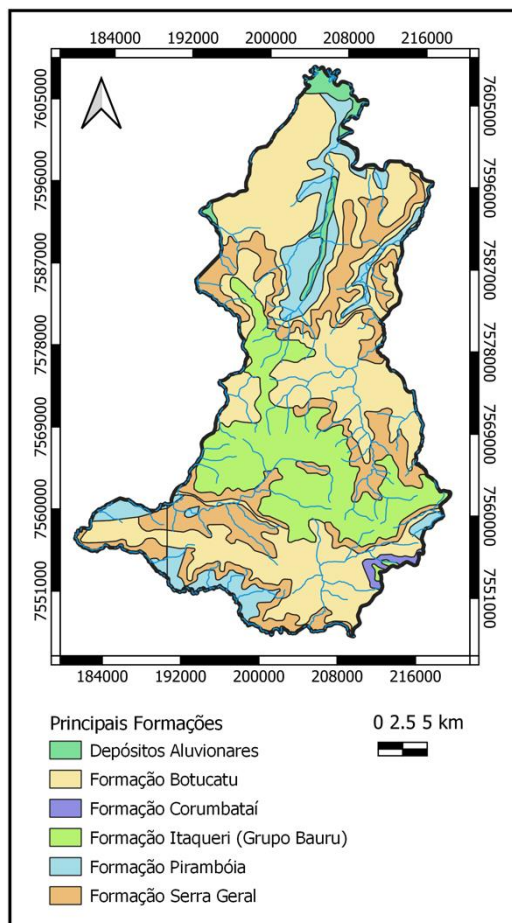 184000 192000 200000 208000 216000
7605000 7605000
7596000 7596000
7587000 7587000
7578000 7578000
7569000 7569000
7560000 7560000
7551000 7551000
184000 192000 200000 208000 216000
Principais Formações
0 2.5 5 km
Depósitos Aluvionares
Formação Botucatu
Formação Corumbataí
Formação Itaqueri (Grupo Bauru)
Formação Pirambóia
Formação Serra Geral